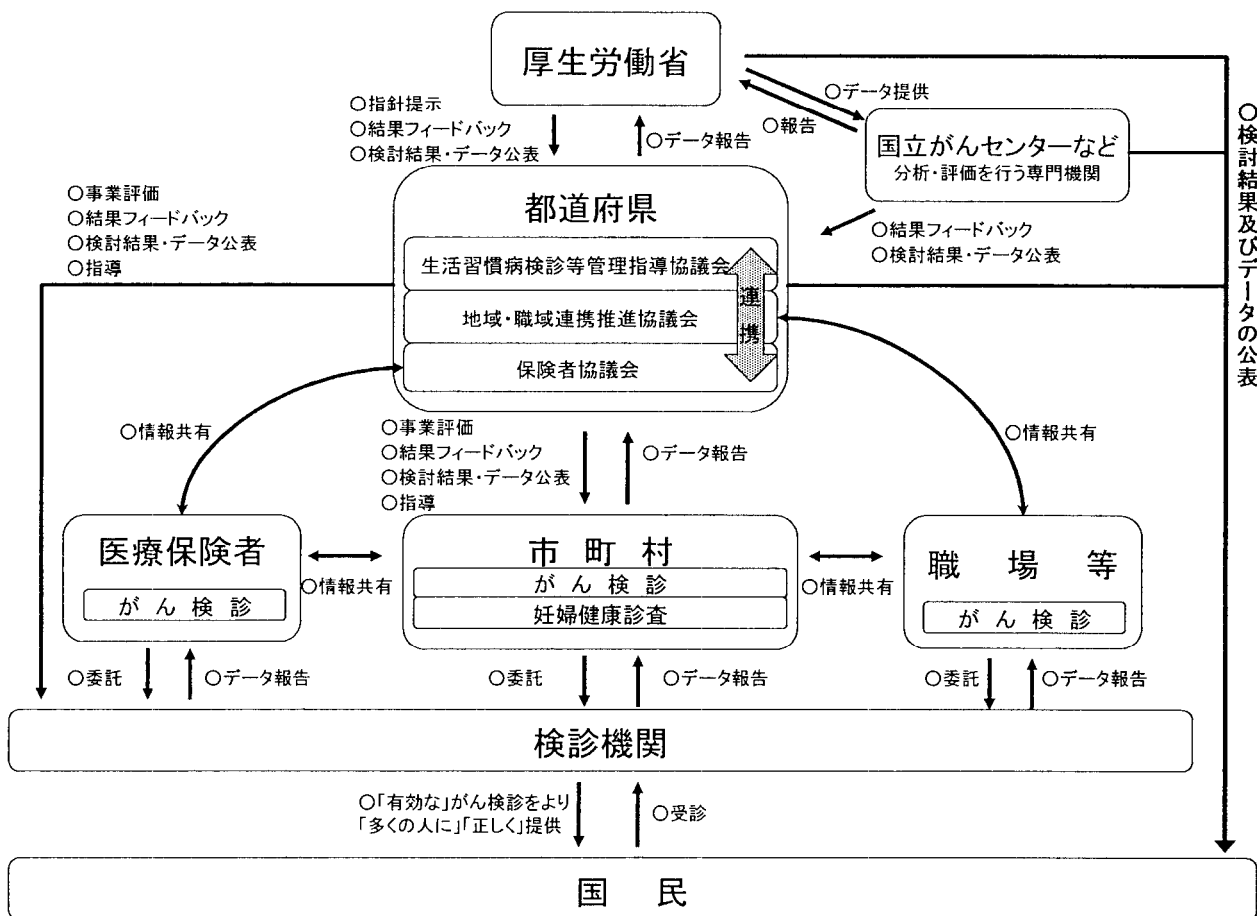 厚生労働省
○指針提示
○結果フィードバック
○検討結果・データ公表
○データ報告
○データ提供
○報告
国立がんセンターなど
分析・評価を行う専門機関
○検討結果及びデータの公表
○事業評価
○結果フィードバック
○検討結果・データ公表
○指導
都道府県
生活習慣病検診等管理指導協議会
地域・職域連携推進協議会
保険者協議会
連携
○結果フィードバック
○検討結果・データ公表
○情報共有
○事業評価
○結果フィードバック
○検討結果・データ公表
○指導
○データ報告
○情報共有
医療保険者
がん検診
○情報共有
市町村
がん検診
妊婦健康診査
○情報共有
職場等
がん検診
○委託
○データ報告
○委託
○データ報告
○委託
○データ報告
検診機関
○「有効な」がん検診をより
「多くの人に」「正しく」提供
○受診
国民